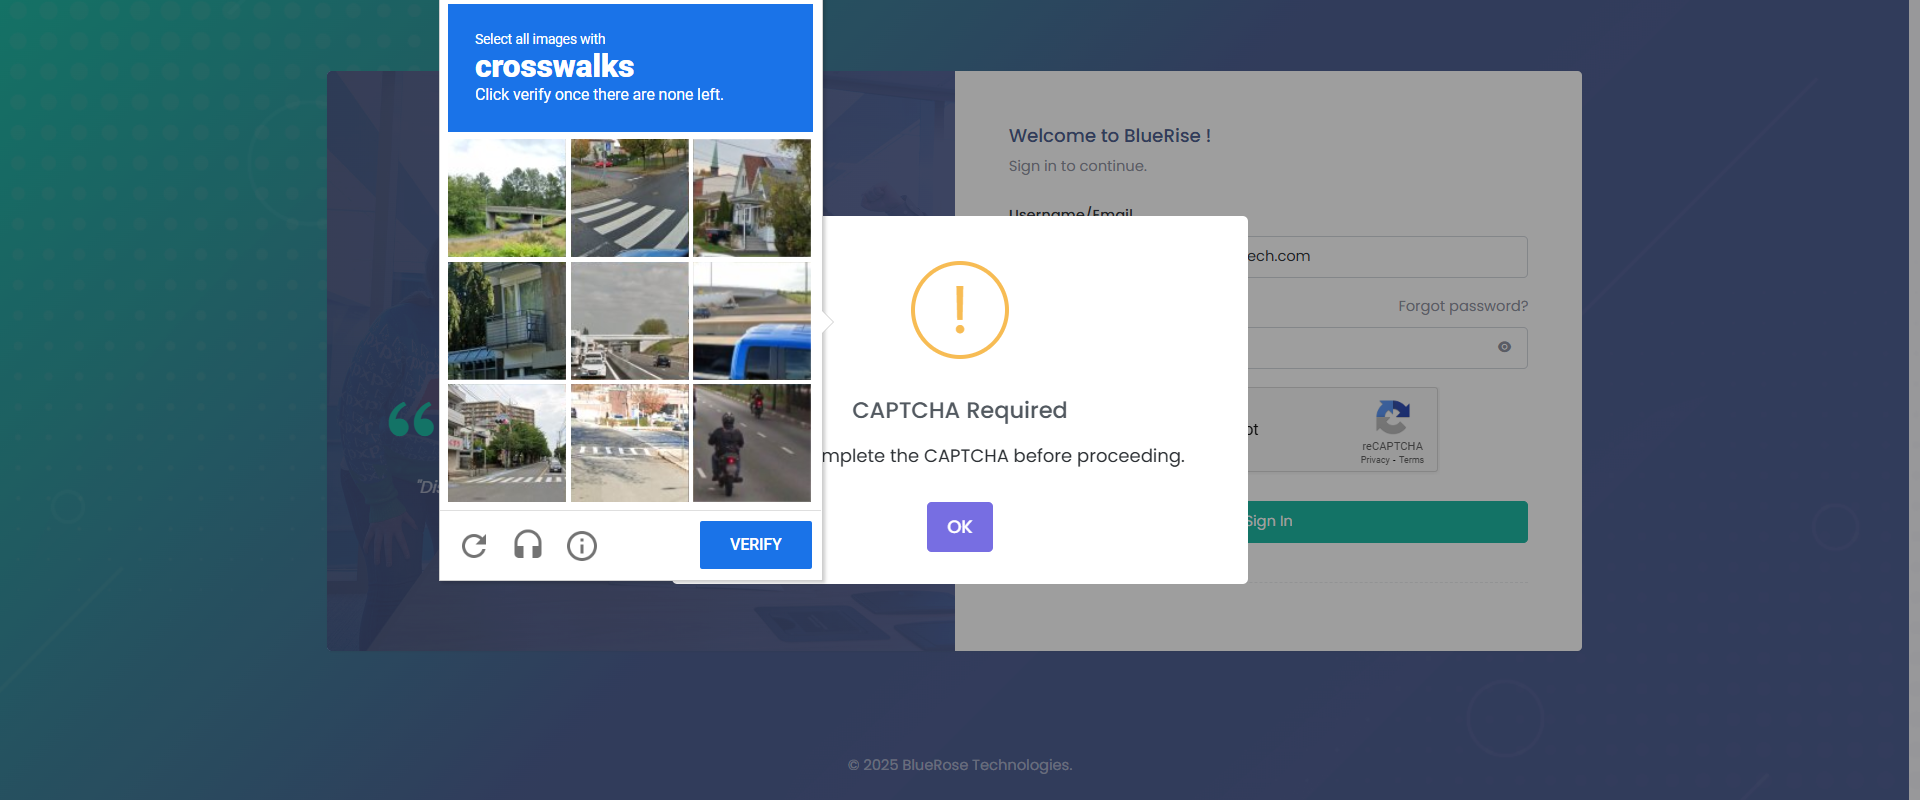 Select all images with
crosswalks
Click verify once there are none left.
VERIFY
Welcome to BlueRise !
Sign in to continue.
Username/Email
ech.com
Forgot password?
reCAPTCHA
Privacy - Terms
Sign In
CAPTCHA Required
mplete the CAPTCHA before proceeding.
OK
© 2025 BlueRose Technologies.